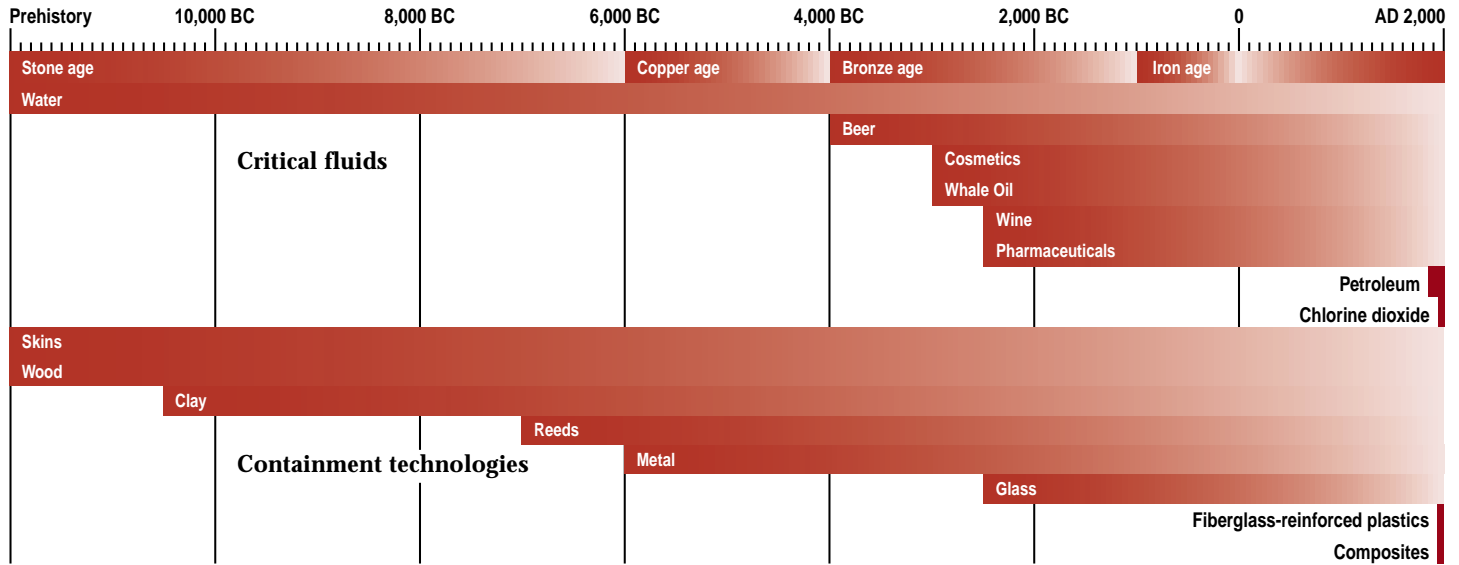 Prehistory 10,000 BC 8,000 BC 6,000 BC 4,000 BC 2,000 BC 0 AD 2,000
Stone age Copper age Bronze age Iron age
Water
Beer
Critical fluids
Cosmetics
Whale Oil
Wine
Pharmaceuticals
Petroleum
Chlorine dioxide
Skins
Wood
Clay
Reeds
Containment technologies
Metal
Glass
Fiberglass-reinforced plastics
Composites